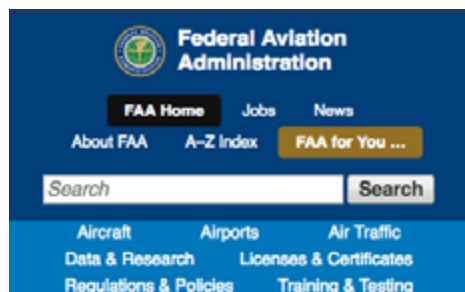 Federal Aviation
Administration
FAA Home Jobs News
About FAA A–Z Index FAA for You ...
Search Search
Aircraft Airports Air Traffic
Data & Research Licenses & Certificates
Regulations & Policies Training & Testing